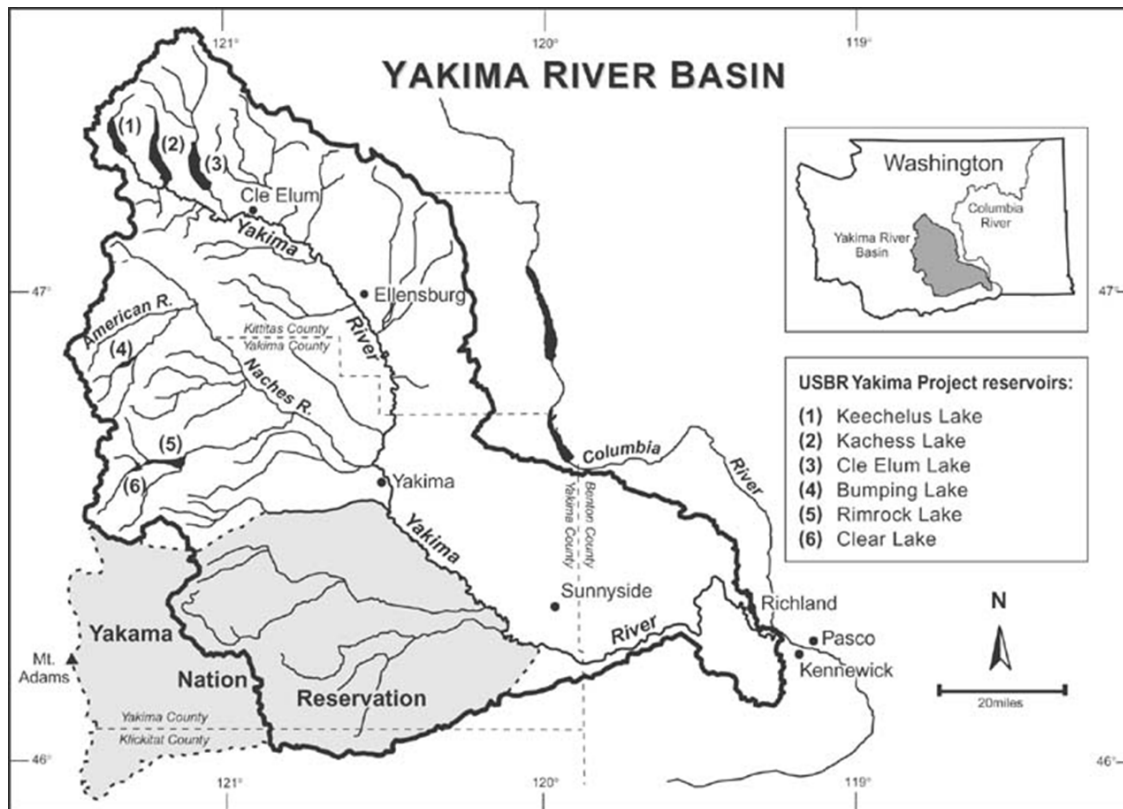 121°
120°
119°
YAKIMA RIVER BASIN
(1)
(2)
(3)
Cle Elum
Yakima
River
Washington
Columbia
River
Yakima River
Basin
47°
47°
Ellensburg
American R.
Kittitas County
Yakima County
(4)
Naches R.
USBR Yakima Project reservoirs:
(1) Keechelus Lake
(2) Kachess Lake
(3) Cle Elum Lake
(4) Bumping Lake
(5) Rimrock Lake
(6) Clear Lake
(5)
(6)
Columbia
River
Yakima
Benton County
Yakima County
Yakima
River
Sunnyside
Richland
Pasco
Kennewick
N
20miles
Yakama
Nation
Reservation
Mt.
Adams
Yakima County
Klickitat County
46°
46°
121°
120°
119°